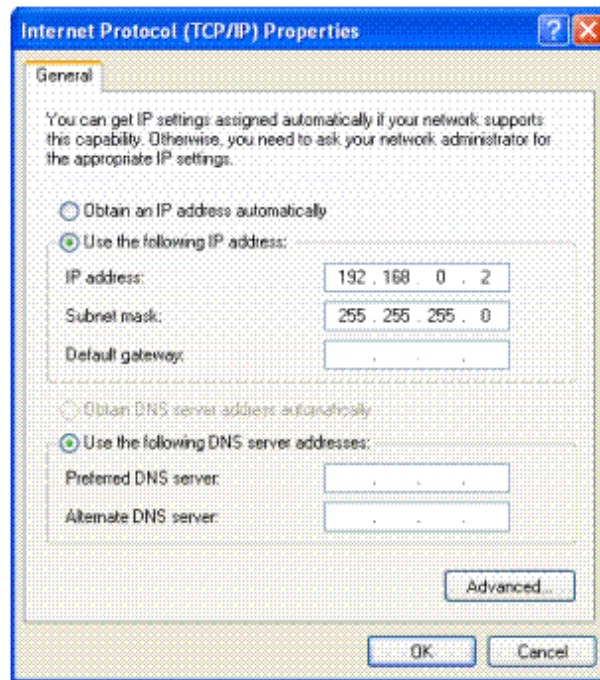 Internet Protocol (TCP/IP) Properties
General
You can get IP settings assigned automatically if your network supports
this capability. Otherwise, you need to ask your network administrator for
the appropriate IP settings.
Obtain an IP address automatically
Use the following IP address:
IP address: 192 . 168 . 0 . 2
Subnet mask: 255 . 255 . 255 . 0
Default gateway: . . .
Obtain DNS server address automatically
Use the following DNS server addresses:
Preferred DNS server: . . .
Alternate DNS server: . . .
Advanced...
OK Cancel